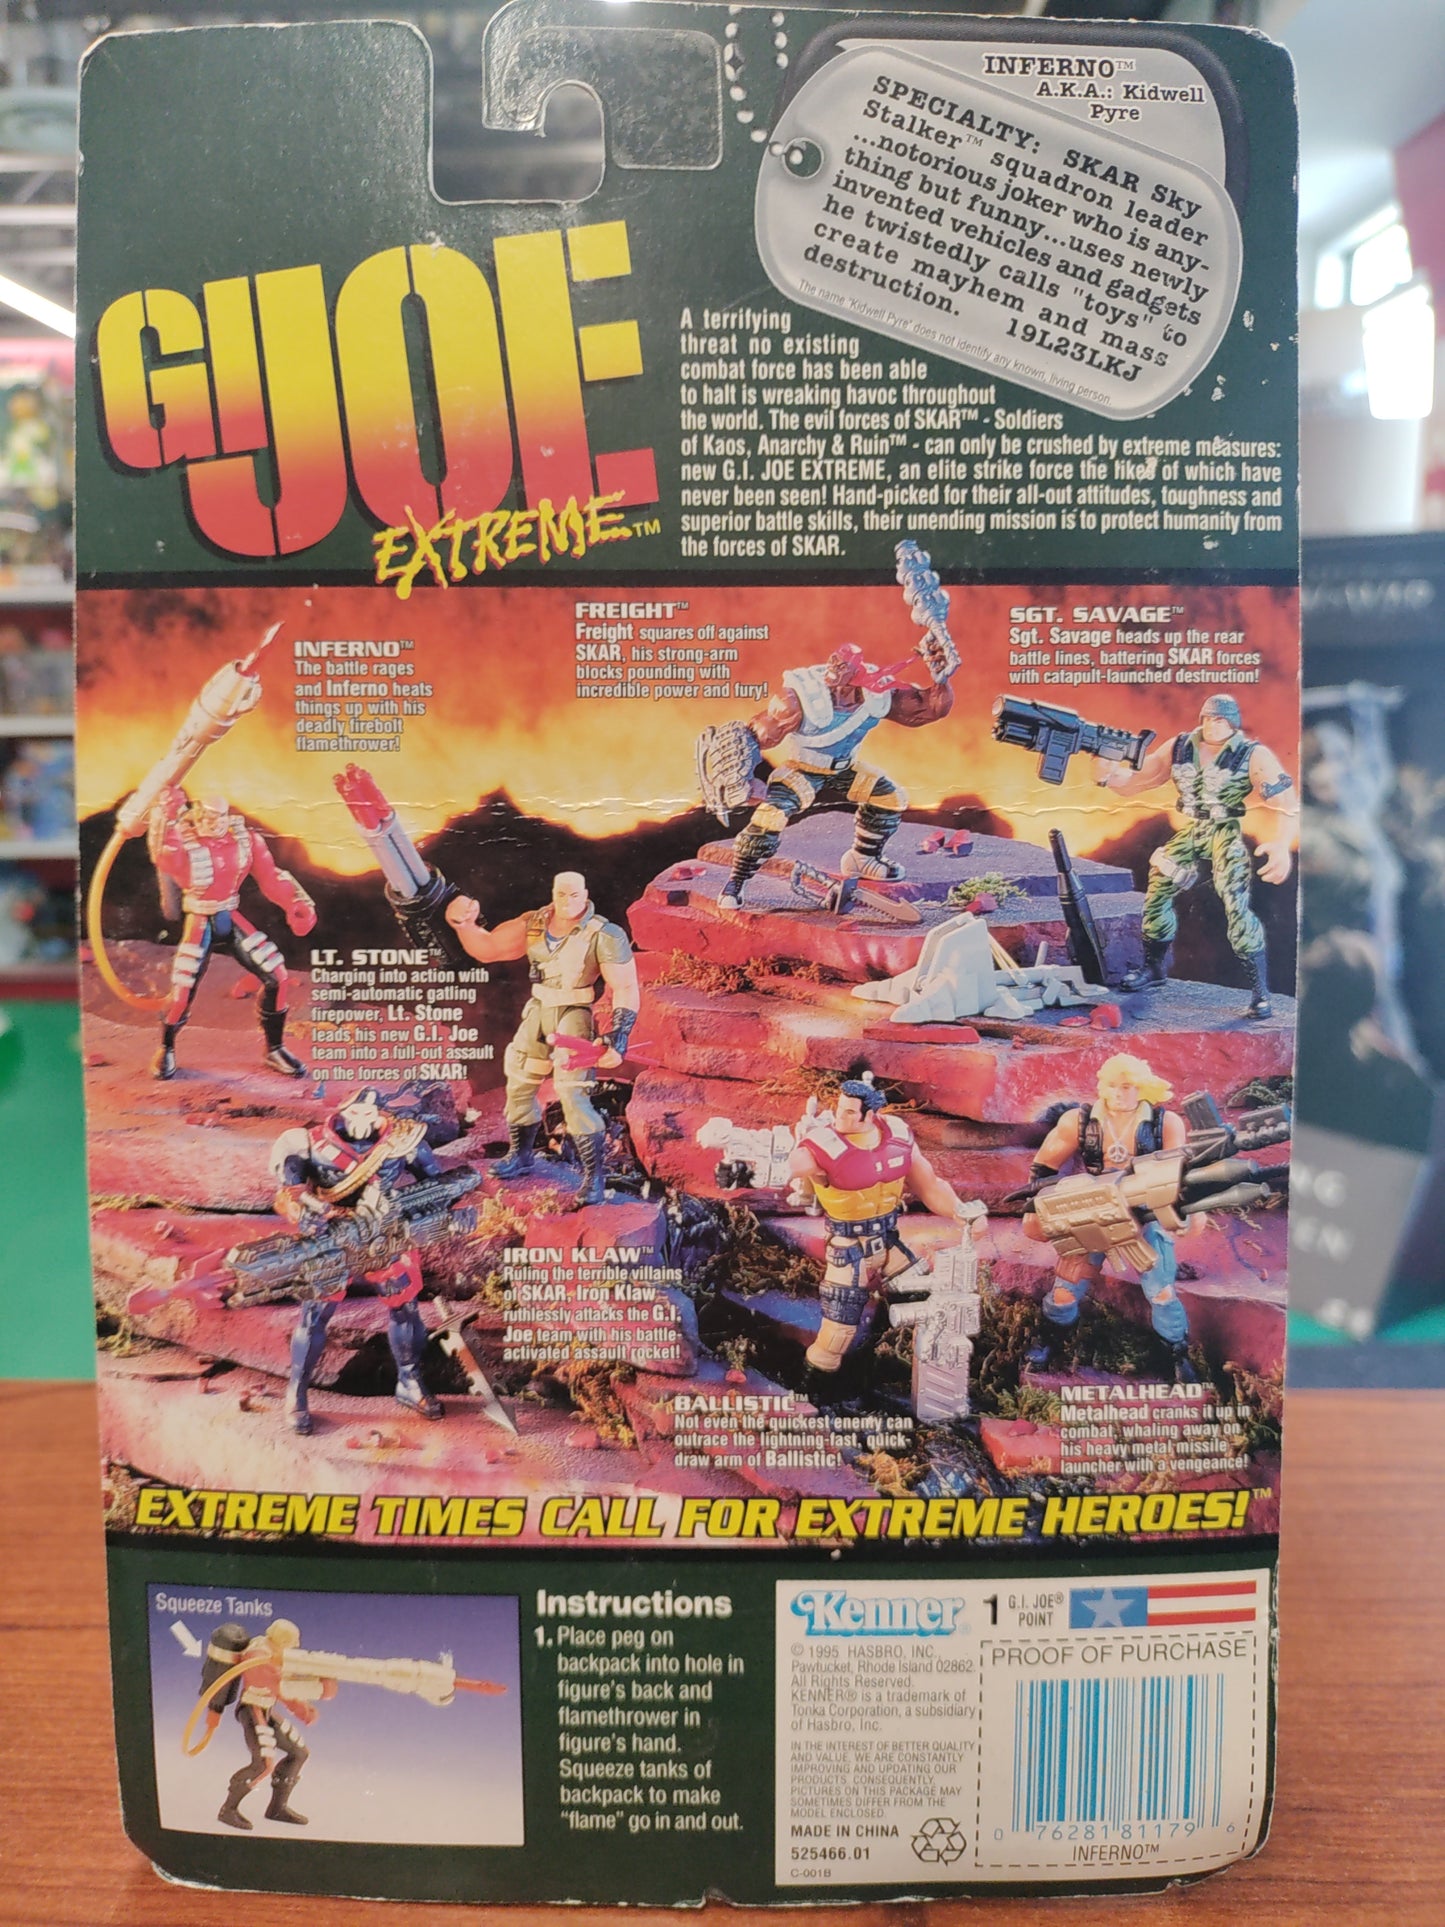 INFERNO™
A.K.A.: Kidwell
Pyre
SPECIALTY: SKAR Sky
Stalker™ squadron leader
...notorious joker who is any-
thing but funny...uses newly
invented vehicles and gadgets
he twistedly calls "toys" to
create mayhem and mass
destruction. 19L23LKJ
The name "Kidwell Pyre" does not identify any known, living person.
GI JOE
EXTREME™
A terrifying
threat no existing
combat force has been able
to halt is wreaking havoc throughout
the world. The evil forces of SKAR™ - Soldiers
of Kaos, Anarchy & Ruin™ - can only be crushed by extreme measures:
new G.I. JOE EXTREME, an elite strike force the likes of which have
never been seen! Hand-picked for their all-out attitudes, toughness and
superior battle skills, their unending mission is to protect humanity from
the forces of SKAR.
INFERNO™
The battle rages
and Inferno heats
things up with his
deadly firebolt
flamethrower!
FREIGHT™
Freight squares off against
SKAR, his strong-arm
blocks pounding with
incredible power and fury!
SGT. SAVAGE™
Sgt. Savage heads up the rear
battle lines, battering SKAR forces
with catapult-launched destruction!
LT. STONE™
Charging into action with
semi-automatic gatling
firepower, Lt. Stone
leads his new G.I. Joe
team into a full-out assault
on the forces of SKAR!
IRON KLAW™
Ruling the terrible villains
of SKAR, Iron Klaw
ruthlessly attacks the G.I.
Joe team with his battle-
activated assault rocket!
BALLISTIC™
Not even the quickest enemy can
outrace the lightning-fast, quick-
draw arm of Ballistic!
METALHEAD™
Metalhead cranks it up in
combat, whaling away on
his heavy metal missile
launcher with a vengeance!
EXTREME TIMES CALL FOR EXTREME HEROES!™
Squeeze Tanks
Instructions
1. Place peg on
backpack into hole in
figure's back and
flamethrower in
figure's hand.
Squeeze tanks of
backpack to make
"flame" go in and out.
Kenner®
1 G.I. JOE®
POINT
© 1995 HASBRO, INC.,
Pawtucket, Rhode Island 02862.
All Rights Reserved.
KENNER® is a trademark of
Tonka Corporation, a subsidiary
of Hasbro, Inc.
IN THE INTEREST OF BETTER QUALITY
AND VALUE, WE ARE CONSTANTLY
IMPROVING AND UPDATING OUR
PRODUCTS. CONSEQUENTLY,
PICTURES ON THIS PACKAGE MAY
SOMETIMES DIFFER FROM THE
MODEL ENCLOSED.
MADE IN CHINA
525466.01
C-001B
PROOF OF PURCHASE
0 76281 81179 6
INFERNO™